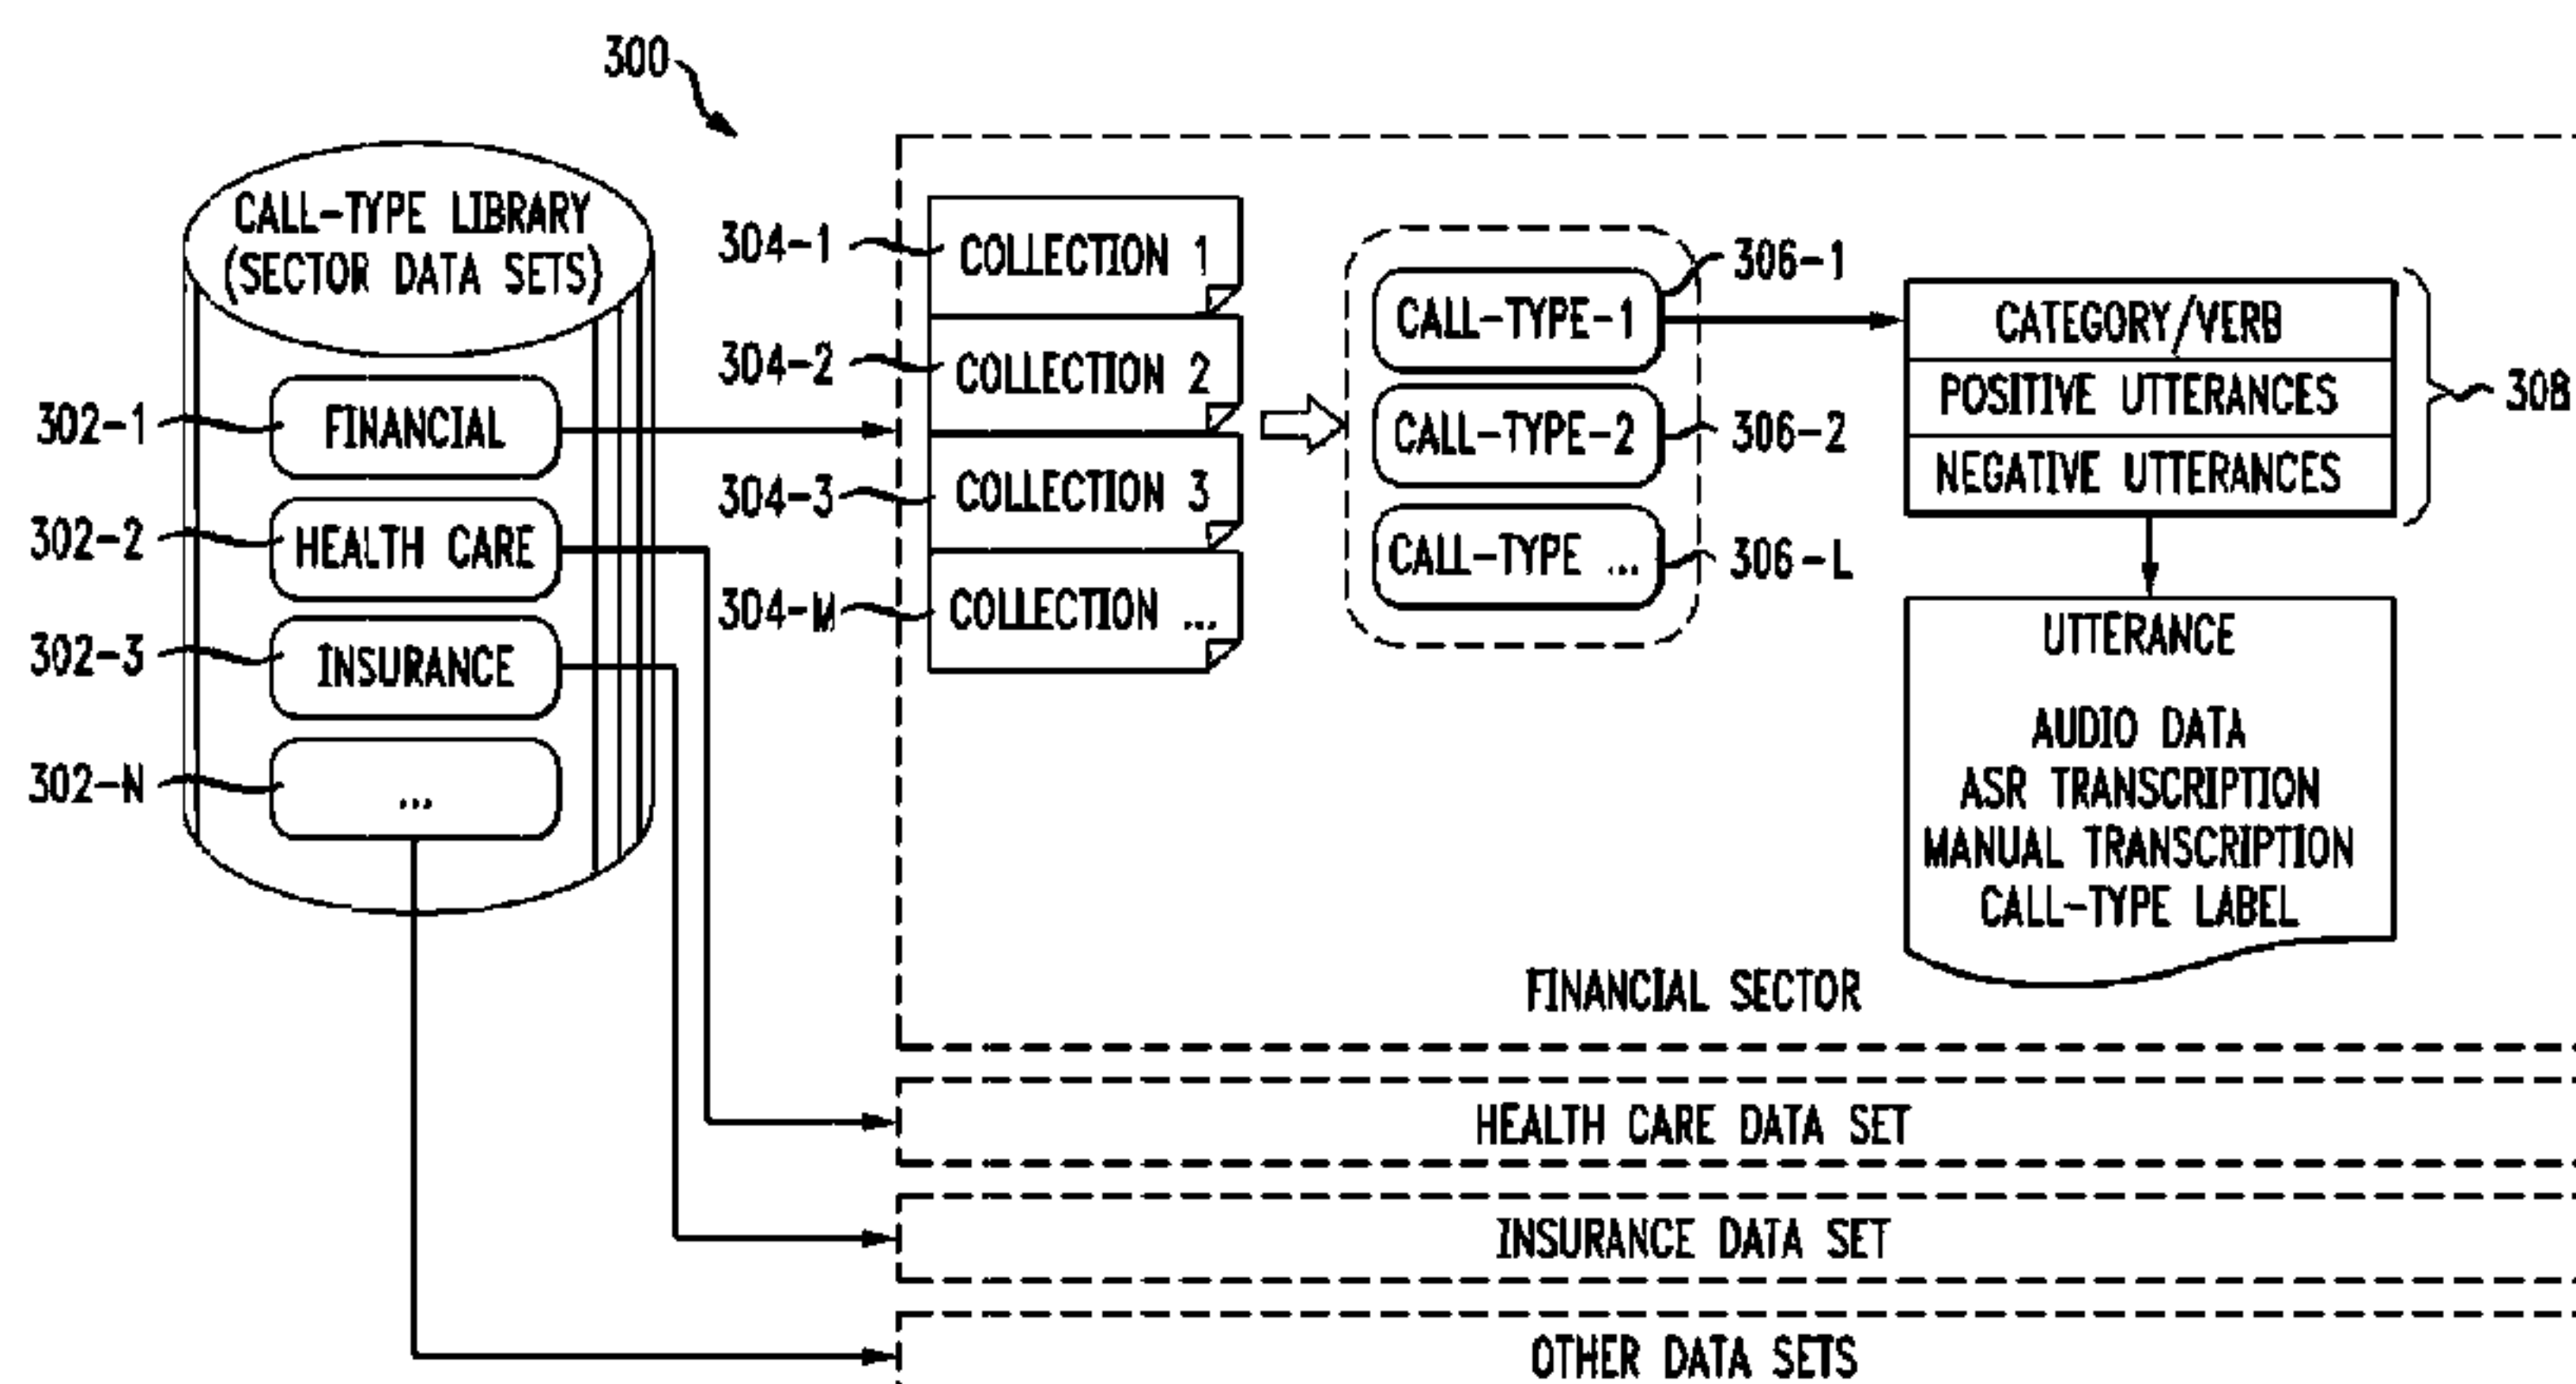 300
CALL-TYPE LIBRARY
(SECTOR DATA SETS)
302-1
FINANCIAL
302-2
HEALTH CARE
302-3
INSURANCE
302-N
...
304-1
COLLECTION 1
304-2
COLLECTION 2
304-3
COLLECTION 3
304-M
COLLECTION ...
CALL-TYPE-1
306-1
CALL-TYPE-2
306-2
CALL-TYPE ...
306-L
CATEGORY/VERB
POSITIVE UTTERANCES
NEGATIVE UTTERANCES
308
UTTERANCE
AUDIO DATA
ASR TRANSCRIPTION
MANUAL TRANSCRIPTION
CALL-TYPE LABEL
FINANCIAL SECTOR
HEALTH CARE DATA SET
INSURANCE DATA SET
OTHER DATA SETS